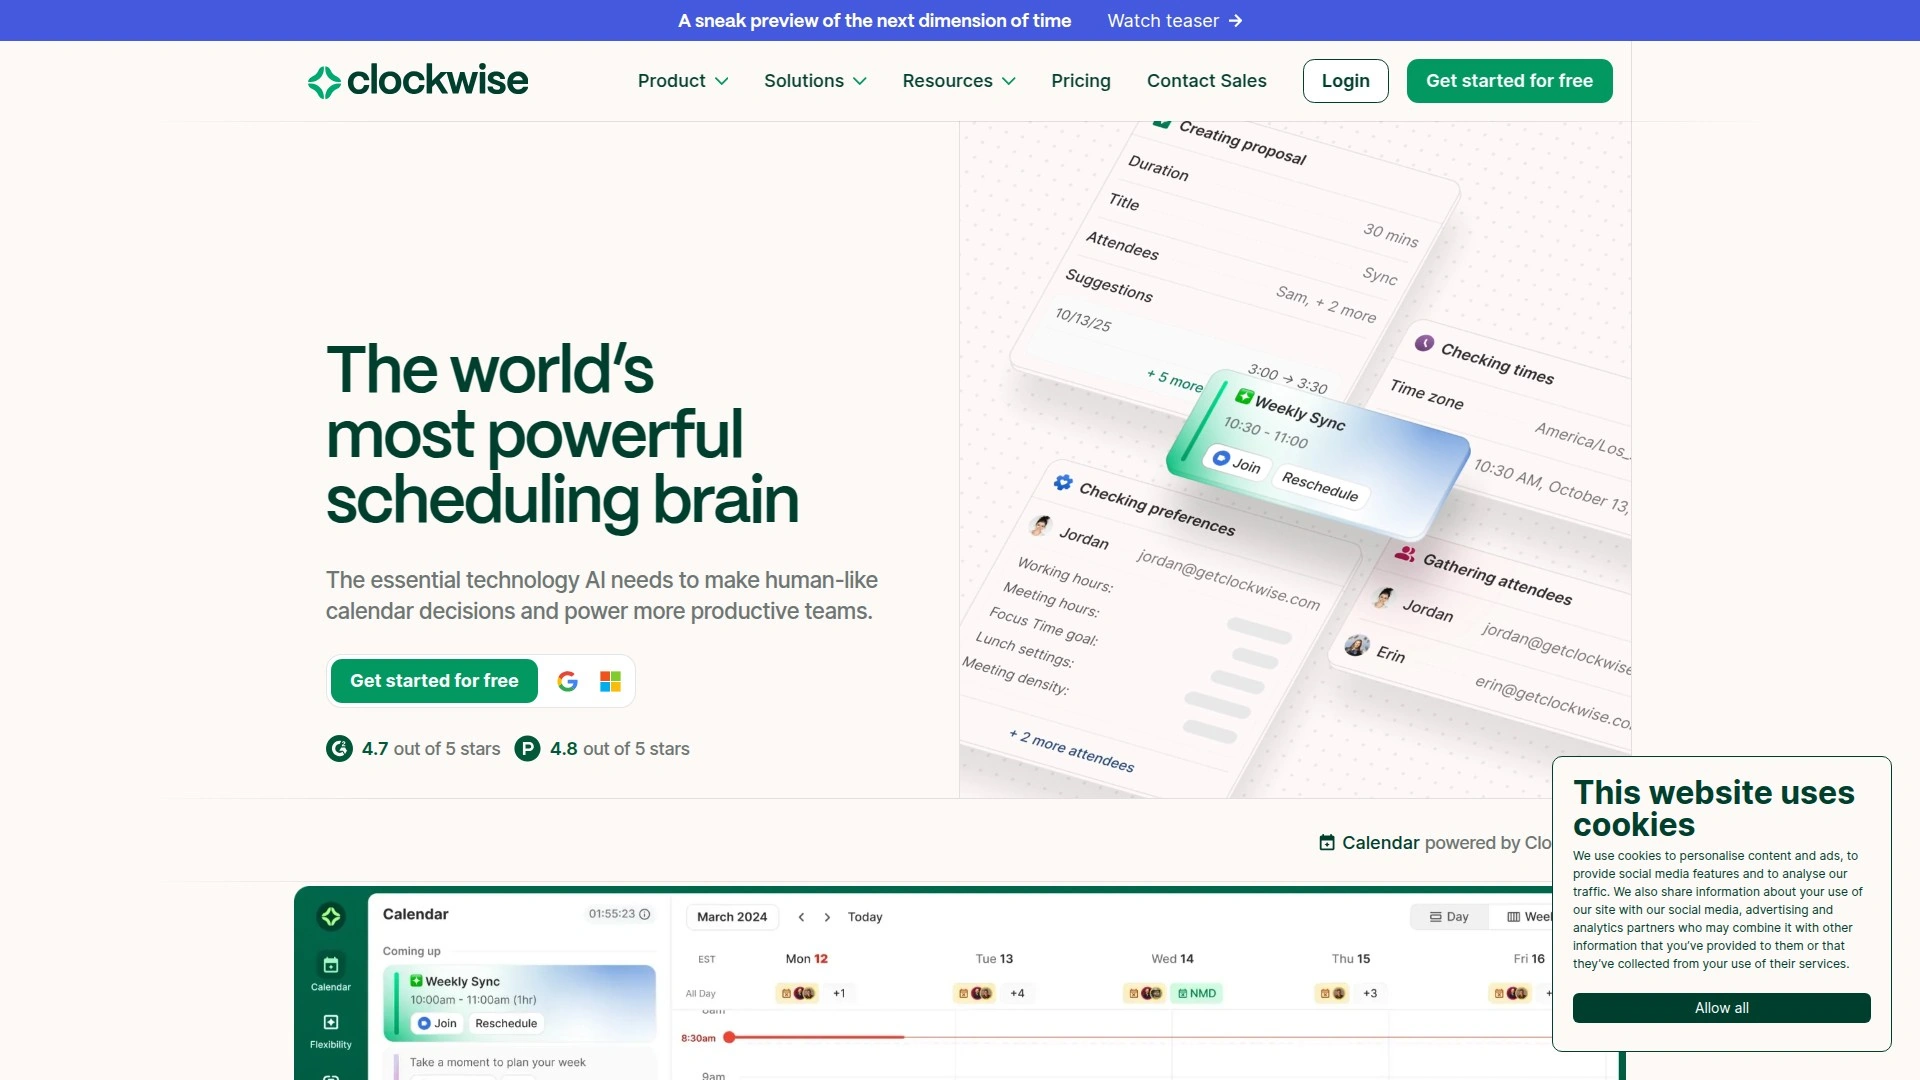 A sneak preview of the next dimension of time Watch teaser →
clockwise
Product Solutions Resources Pricing Contact Sales Login Get started for free
The world’s
most powerful
scheduling brain
The essential technology AI needs to make human-like
calendar decisions and power more productive teams.
Get started for free
4.7 out of 5 stars P 4.8 out of 5 stars
Creating proposal
Duration
30 mins
Title
Sync
Attendees
Sam, + 2 more
Suggestions
10/13/25
3:00 → 3:30
+ 5 more
Weekly Sync
10:30 - 11:00
Join Reschedule
Checking times
Time zone
America/Los_
10:30 AM, October 13,
Checking preferences
Jordan jordan@getclockwise.com
Working hours:
Meeting hours:
Focus Time goal:
Lunch settings:
Meeting density:
+ 2 more attendees
Gathering attendees
Jordan jordan@getclockwise
Erin erin@getclockwise.co
Calendar powered by Clo
Calendar 01:55:23
Coming up
Weekly Sync
10:00am - 11:00am (1hr)
Join Reschedule
Take a moment to plan your week
Calendar
Flexibility
March 2024 Today Day
EST Mon 12 Tue 13 Wed 14 Thu 15 Fri 16
All Day +1 +4 NMD +3
8:30am
9am
This website uses
cookies
We use cookies to personalise content and ads, to
provide social media features and to analyse our
traffic. We also share information about your use of
our site with our social media, advertising and
analytics partners who may combine it with other
information that you’ve provided to them or that
they’ve collected from your use of their services.
Allow all